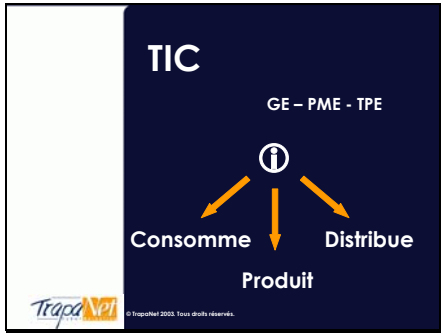 TIC
GE – PME - TPE
i
Consomme
Distribue
Produit
TrapaNet
© TrapaNet 2003. Tous droits réservés.